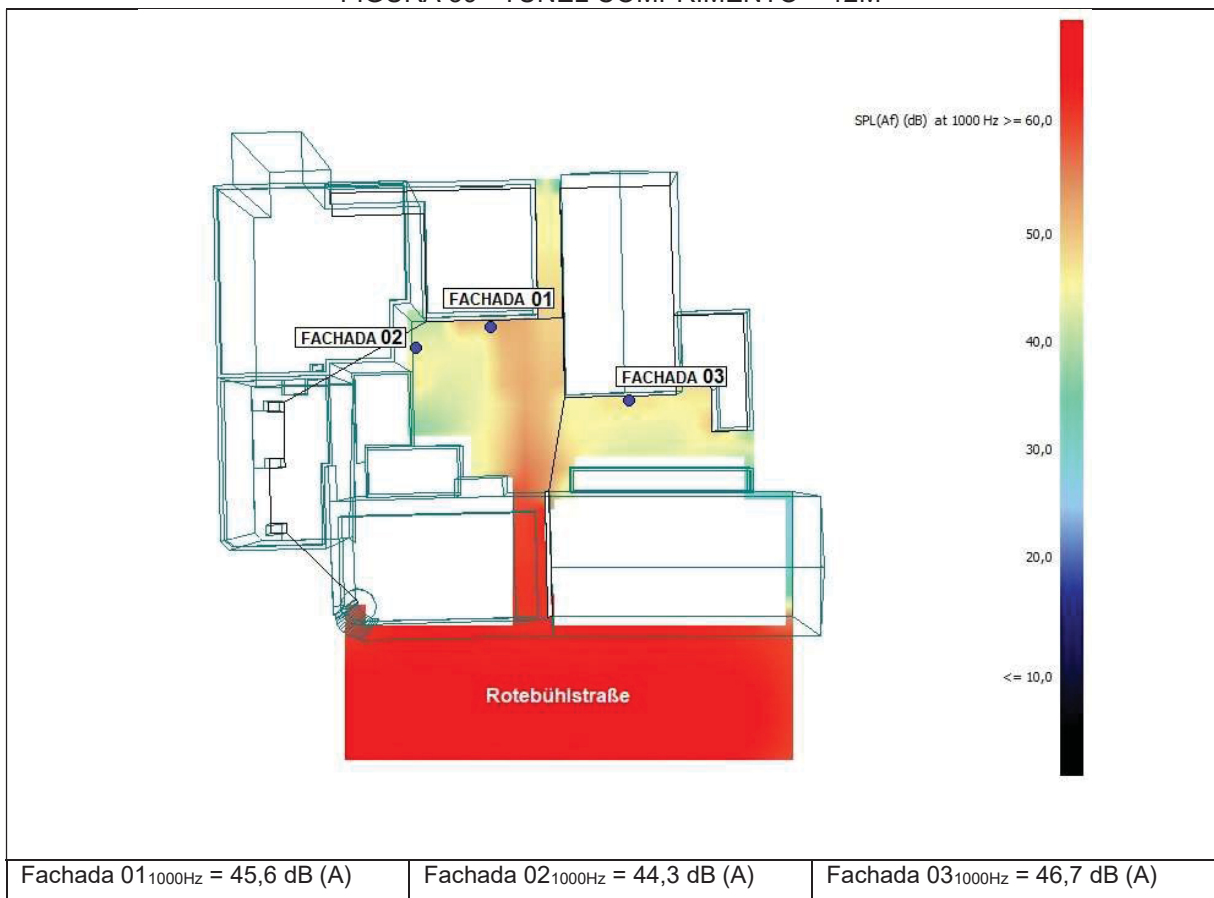 SPL(Af) (dB) at 1000 Hz >= 60,0
50,0
FACHADA 01
FACHADA 02
40,0
FACHADA 03
30,0
20,0
<= 10,0
Rotebühlstraße
Fachada 01₁₀₀₀Hz = 45,6 dB (A)
Fachada 02₁₀₀₀Hz = 44,3 dB (A)
Fachada 03₁₀₀₀Hz = 46,7 dB (A)